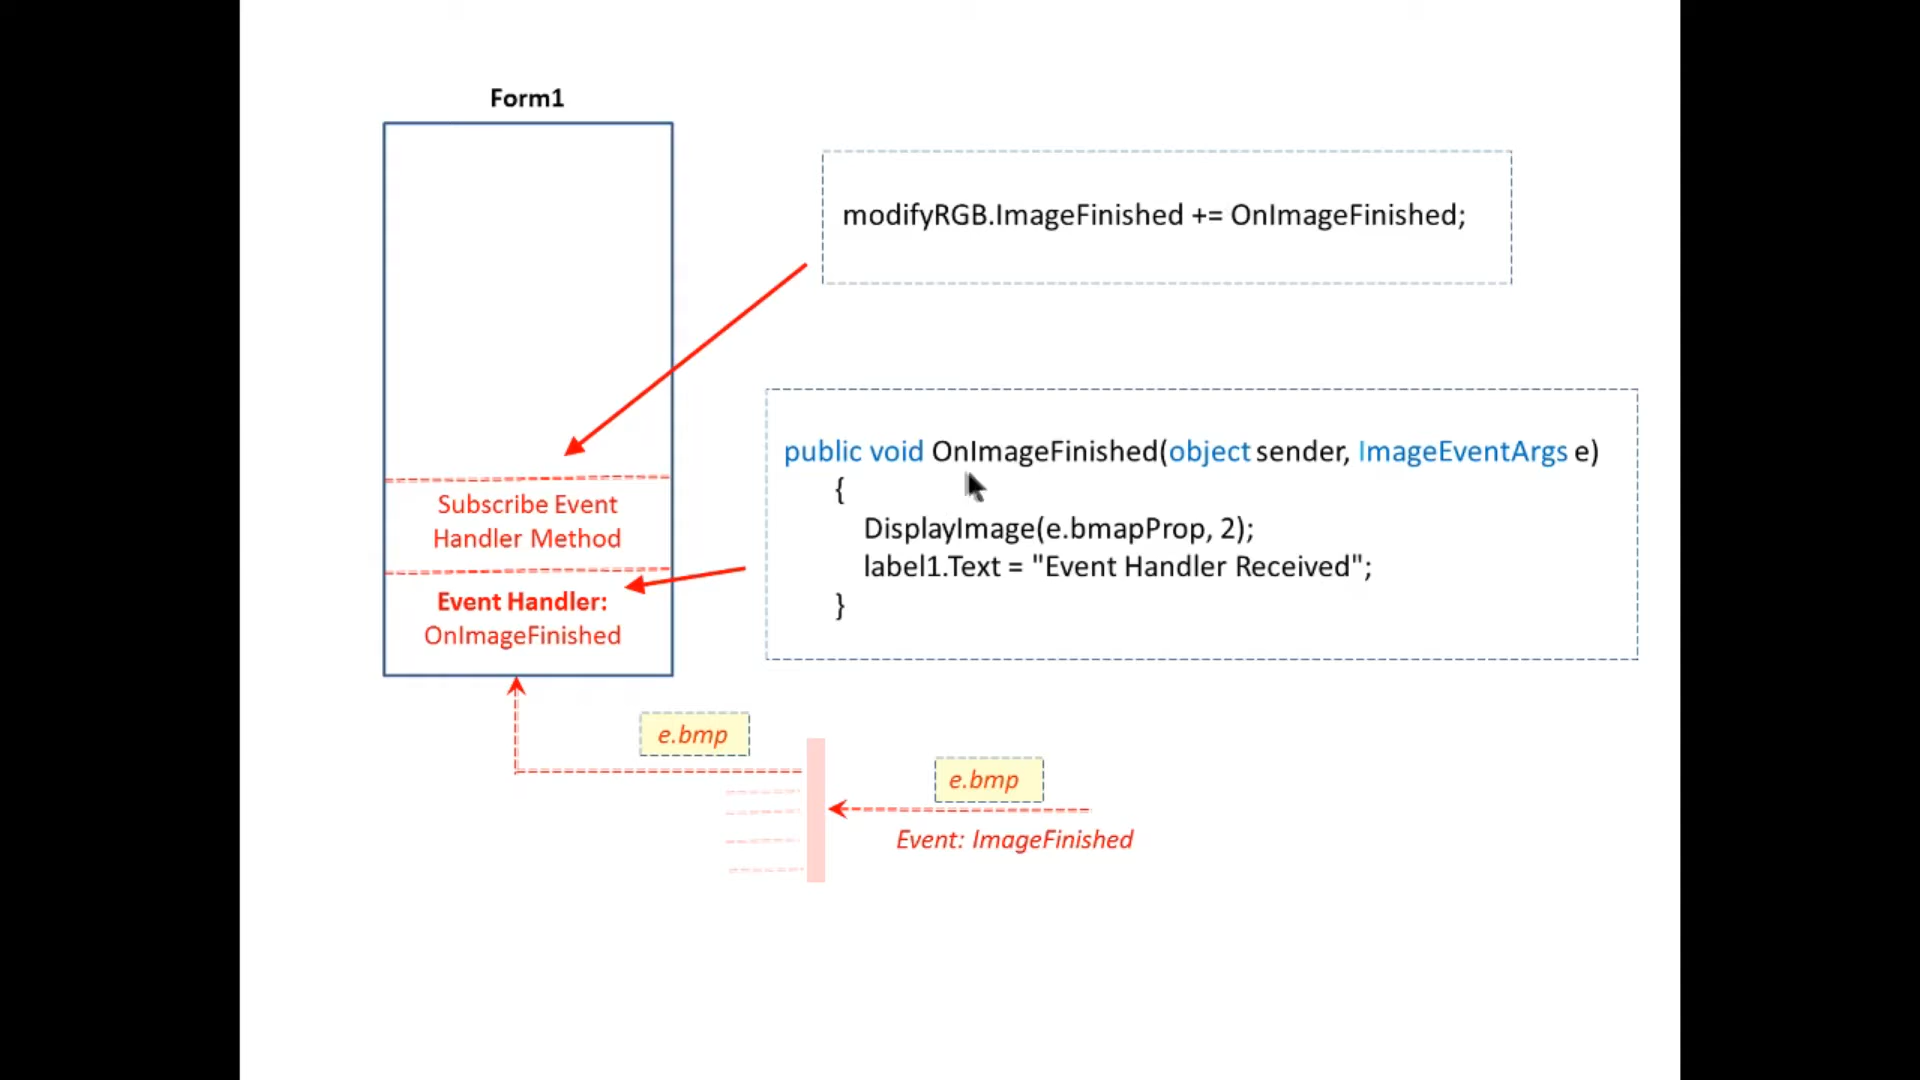 Form1
modifyRGB.ImageFinished += OnImageFinished;
public void OnImageFinished(object sender, ImageEventArgs e)
{
DisplayImage(e.bmapProp, 2);
label1.Text = "Event Handler Received";
}
Subscribe Event
Handler Method
Event Handler:
OnImageFinished
e.bmp
e.bmp
Event: ImageFinished